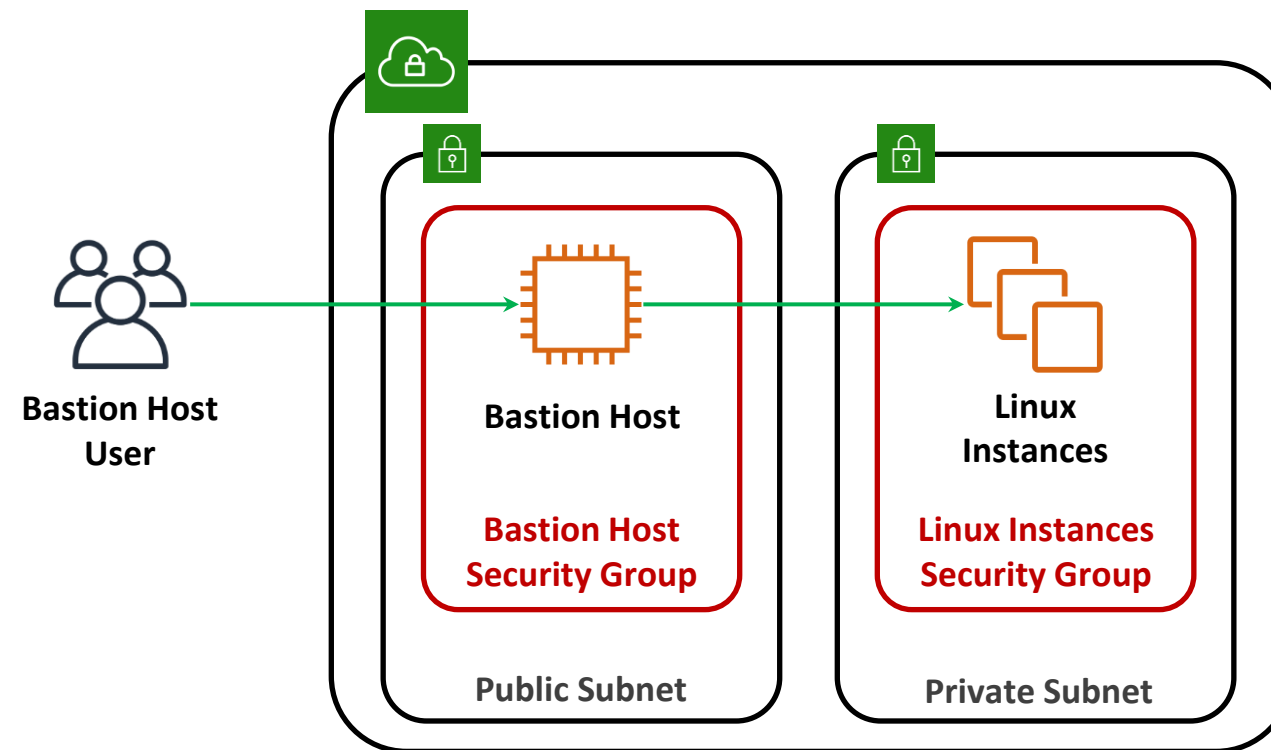 Bastion Host
User
Bastion Host
Bastion Host
Security Group
Public Subnet
Linux
Instances
Linux Instances
Security Group
Private Subnet